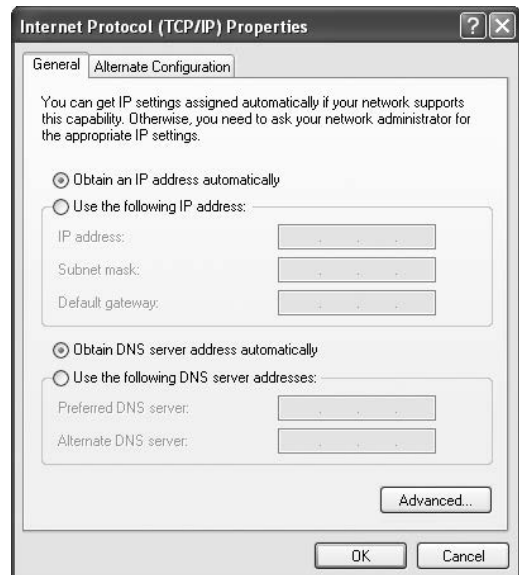 Internet Protocol (TCP/IP) Properties
General
Alternate Configuration
You can get IP settings assigned automatically if your network supports
this capability. Otherwise, you need to ask your network administrator for
the appropriate IP settings.
Obtain an IP address automatically
Use the following IP address:
IP address:
Subnet mask:
Default gateway:
Obtain DNS server address automatically
Use the following DNS server addresses:
Preferred DNS server:
Alternate DNS server:
Advanced...
OK
Cancel